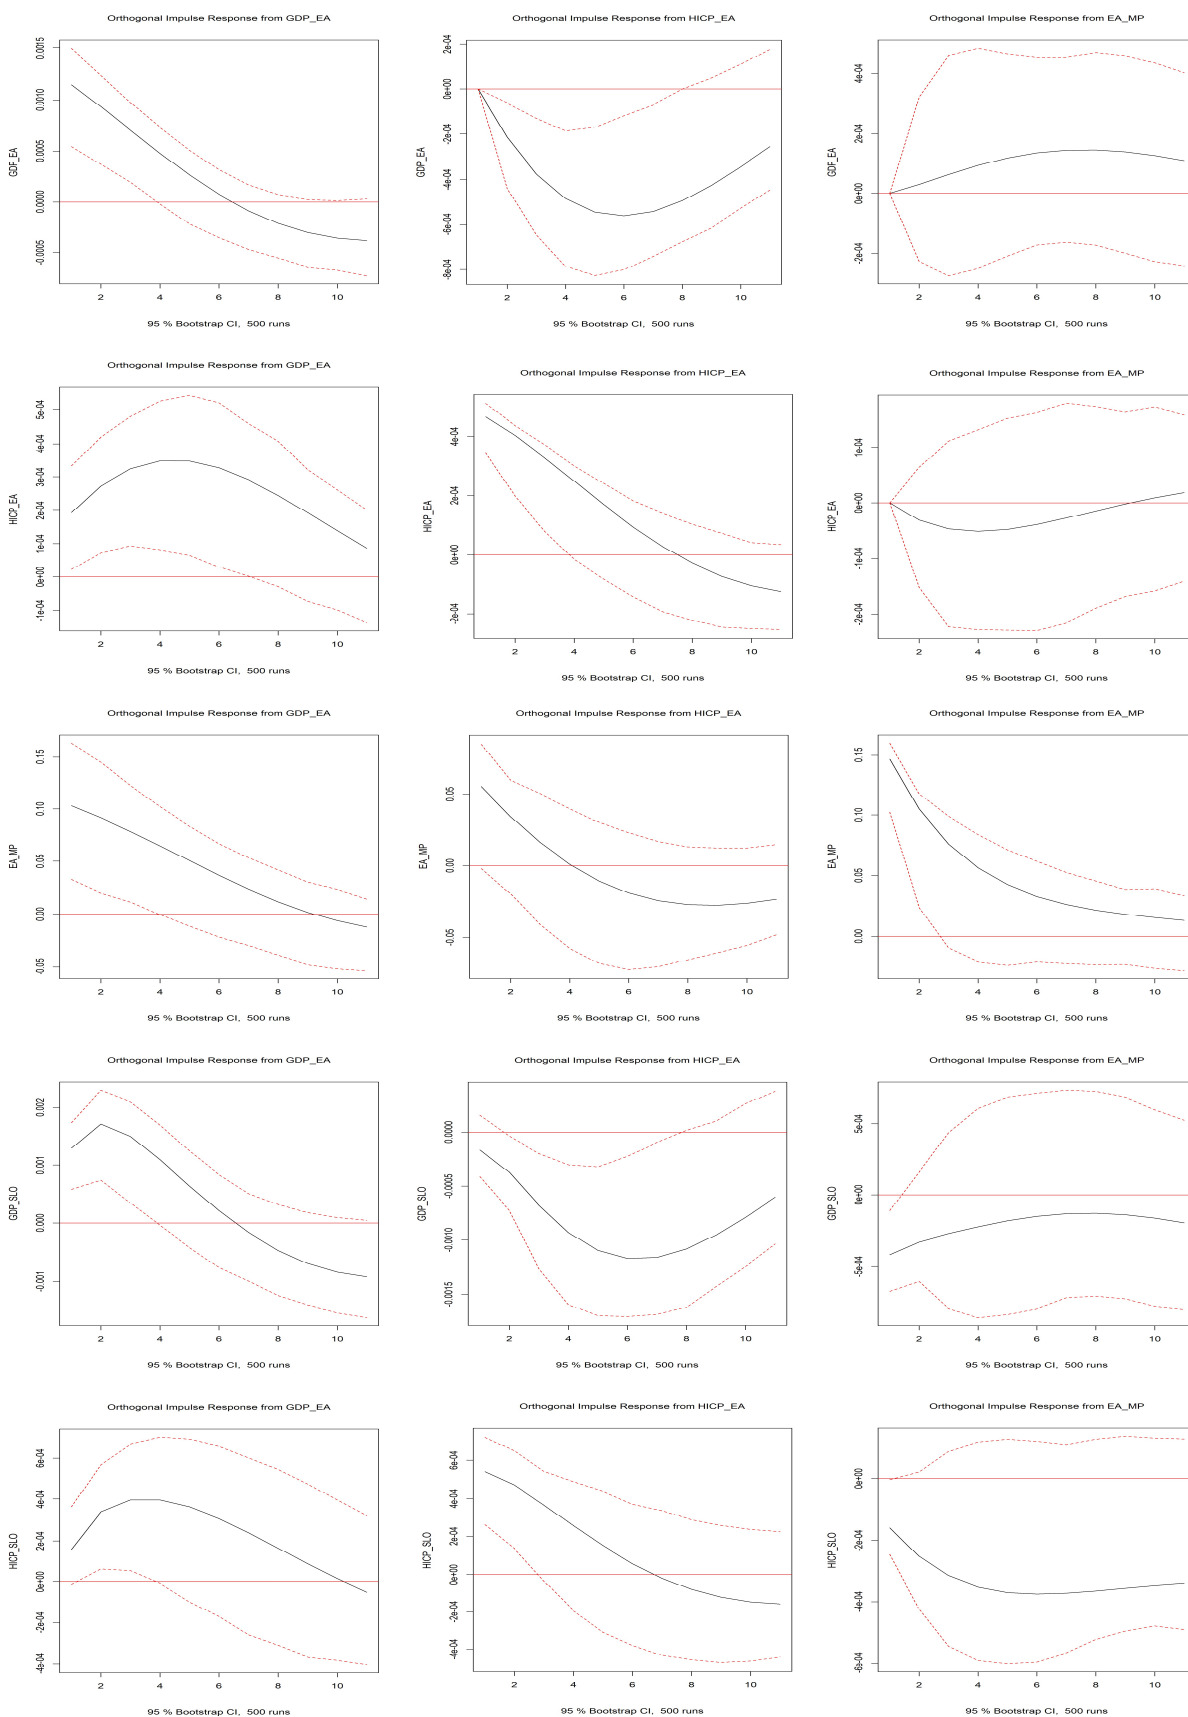 Orthogonal Impulse Response from GDP_EA
GDP_EA
0.0015
0.0010
0.0005
0.0000
-0.0005
2 4 6 8 10
95 % Bootstrap CI, 500 runs
Orthogonal Impulse Response from HICP_EA
GDP_EA
2e-04
0e+00
-2e-04
-4e-04
-6e-04
-8e-04
2 4 6 8 10
95 % Bootstrap CI, 500 runs
Orthogonal Impulse Response from EA_MP
GDP_EA
4e-04
2e-04
0e+00
-2e-04
2 4 6 8 10
95 % Bootstrap CI, 500 runs
Orthogonal Impulse Response from GDP_EA
HICP_EA
5e-04
4e-04
3e-04
2e-04
1e-04
0e+00
-1e-04
2 4 6 8 10
95 % Bootstrap CI, 500 runs
Orthogonal Impulse Response from HICP_EA
HICP_EA
4e-04
2e-04
0e+00
-2e-04
2 4 6 8 10
95 % Bootstrap CI, 500 runs
Orthogonal Impulse Response from EA_MP
HICP_EA
1e-04
0e+00
-1e-04
-2e-04
2 4 6 8 10
95 % Bootstrap CI, 500 runs
Orthogonal Impulse Response from GDP_EA
EA_MP
0.15
0.10
0.05
0.00
-0.05
2 4 6 8 10
95 % Bootstrap CI, 500 runs
Orthogonal Impulse Response from HICP_EA
EA_MP
0.05
0.00
-0.05
2 4 6 8 10
95 % Bootstrap CI, 500 runs
Orthogonal Impulse Response from EA_MP
EA_MP
0.15
0.10
0.05
0.00
2 4 6 8 10
95 % Bootstrap CI, 500 runs
Orthogonal Impulse Response from GDP_EA
GDP_SLO
0.002
0.001
0.000
-0.001
2 4 6 8 10
95 % Bootstrap CI, 500 runs
Orthogonal Impulse Response from HICP_EA
GDP_SLO
0.0000
-0.0005
-0.0010
-0.0015
2 4 6 8 10
95 % Bootstrap CI, 500 runs
Orthogonal Impulse Response from EA_MP
GDP_SLO
5e-04
0e+00
-5e-04
2 4 6 8 10
95 % Bootstrap CI, 500 runs
Orthogonal Impulse Response from GDP_EA
HICP_SLO
6e-04
4e-04
2e-04
0e+00
-2e-04
-4e-04
2 4 6 8 10
95 % Bootstrap CI, 500 runs
Orthogonal Impulse Response from HICP_EA
HICP_SLO
6e-04
4e-04
2e-04
0e+00
-2e-04
-4e-04
2 4 6 8 10
95 % Bootstrap CI, 500 runs
Orthogonal Impulse Response from EA_MP
HICP_SLO
0e+00
-2e-04
-4e-04
-6e-04
2 4 6 8 10
95 % Bootstrap CI, 500 runs